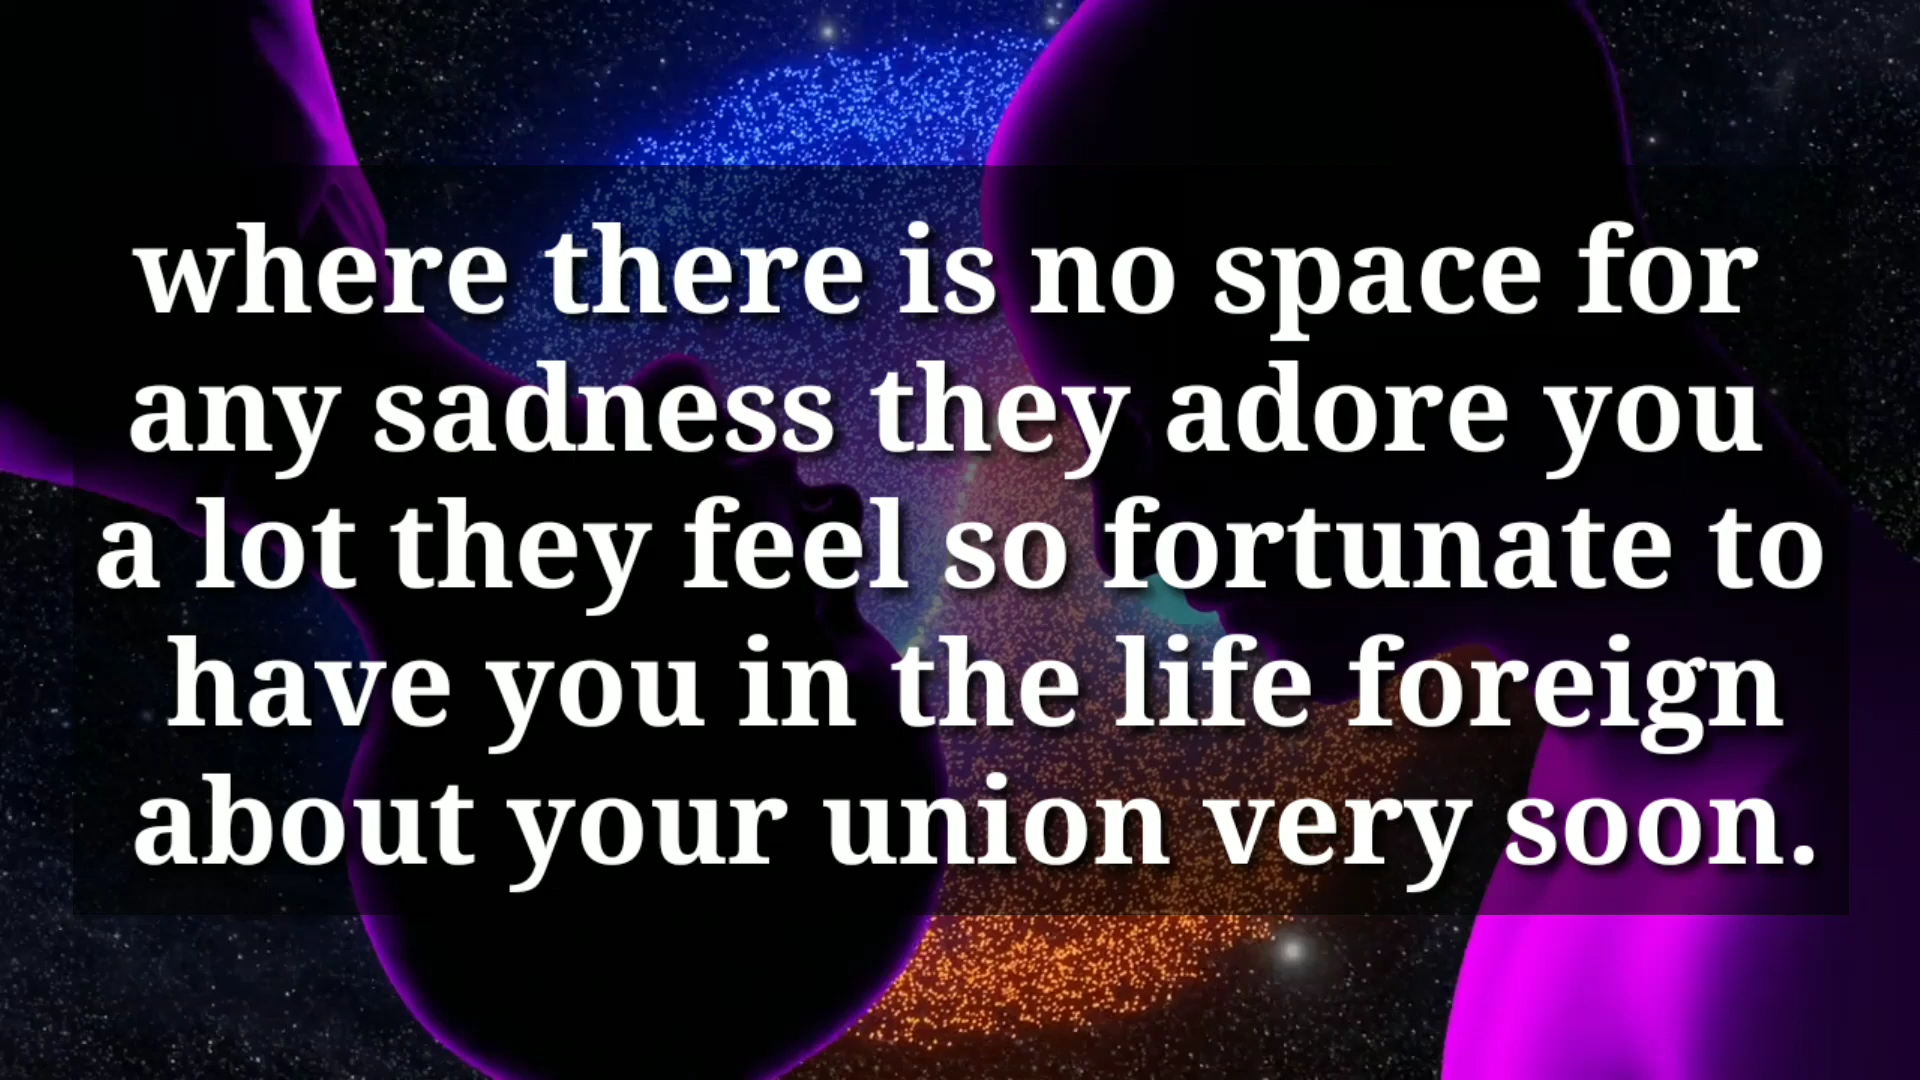 where there is no space for
any sadness they adore you
a lot they feel so fortunate to
have you in the life foreign
about your union very soon.